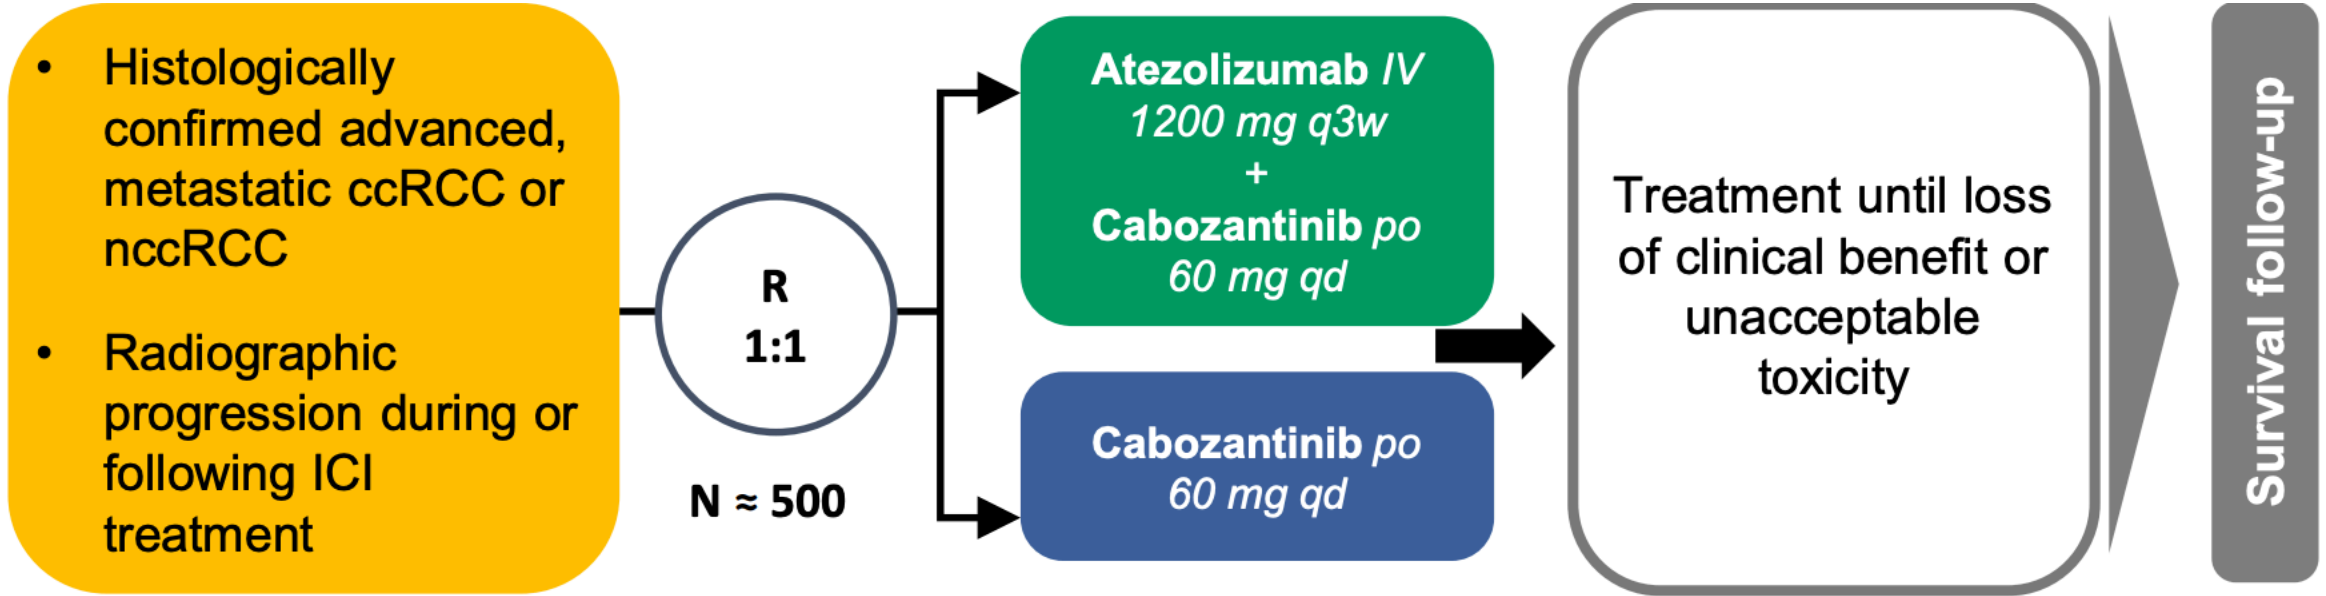 • Histologically
confirmed advanced,
metastatic ccRCC or
nccRCC
• Radiographic
progression during or
following ICI
treatment
R
1:1
N ≈ 500
Atezolizumab IV
1200 mg q3w
+
Cabozantinib po
60 mg qd
Cabozantinib po
60 mg qd
Treatment until loss
of clinical benefit or
unacceptable
toxicity
Survival follow-up